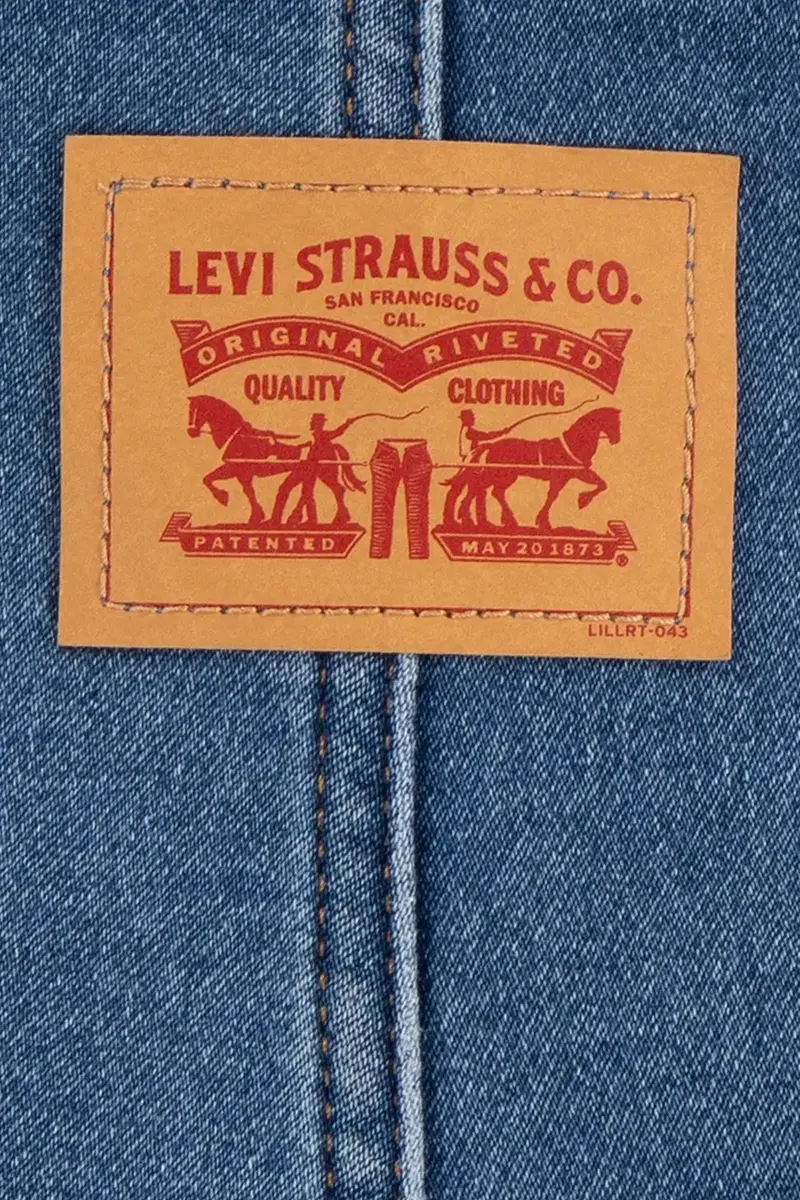 LEVI STRAUSS & CO.
SAN FRANCISCO
CAL.
ORIGINAL RIVETED
QUALITY CLOTHING
PATENTED MAY 20 1873
®
LILLRT-043